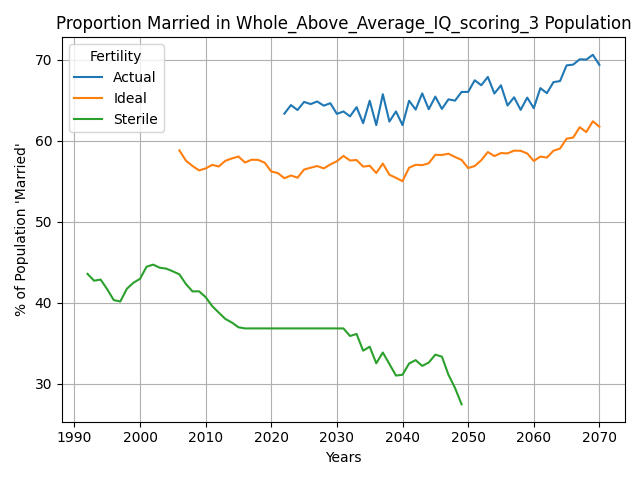 Proportion Married in Whole_Above_Average_IQ_scoring_3 Population
Fertility
Actual
Ideal
Sterile
% of Population 'Married'
70
60
50
40
30
1990 2000 2010 2020 2030 2040 2050 2060 2070
Years